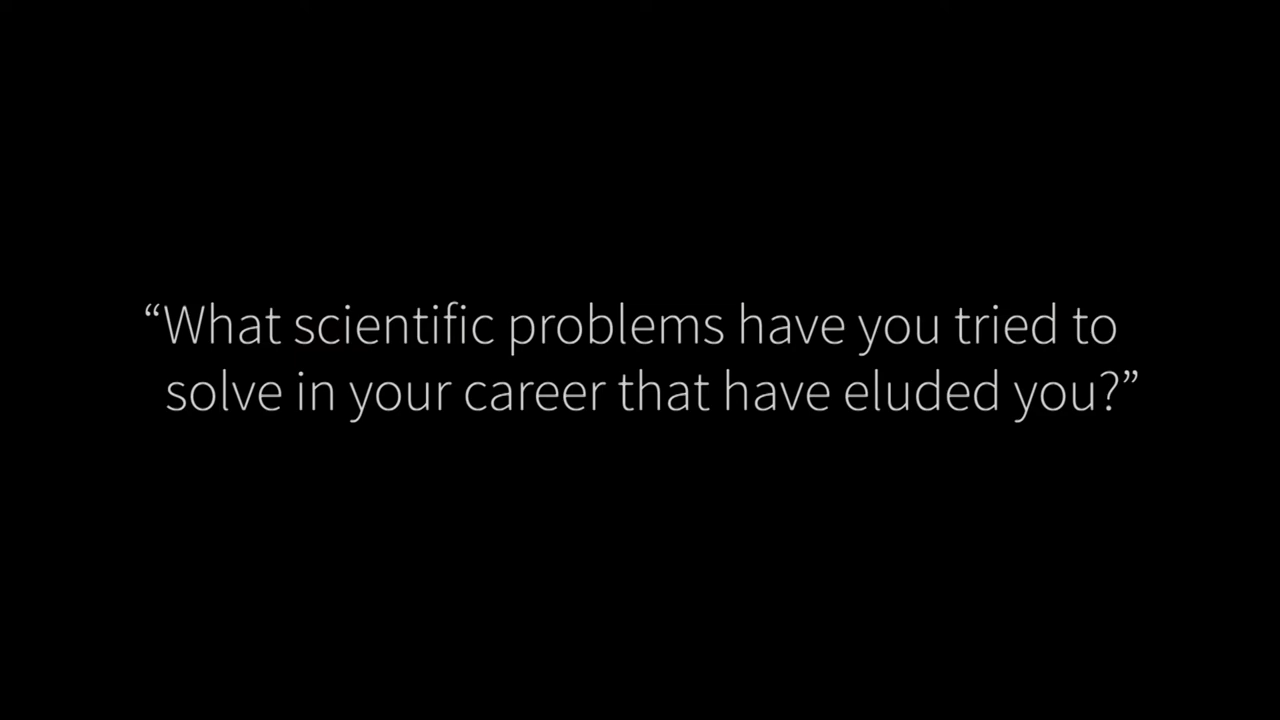 “What scientific problems have you tried to
solve in your career that have eluded you?”